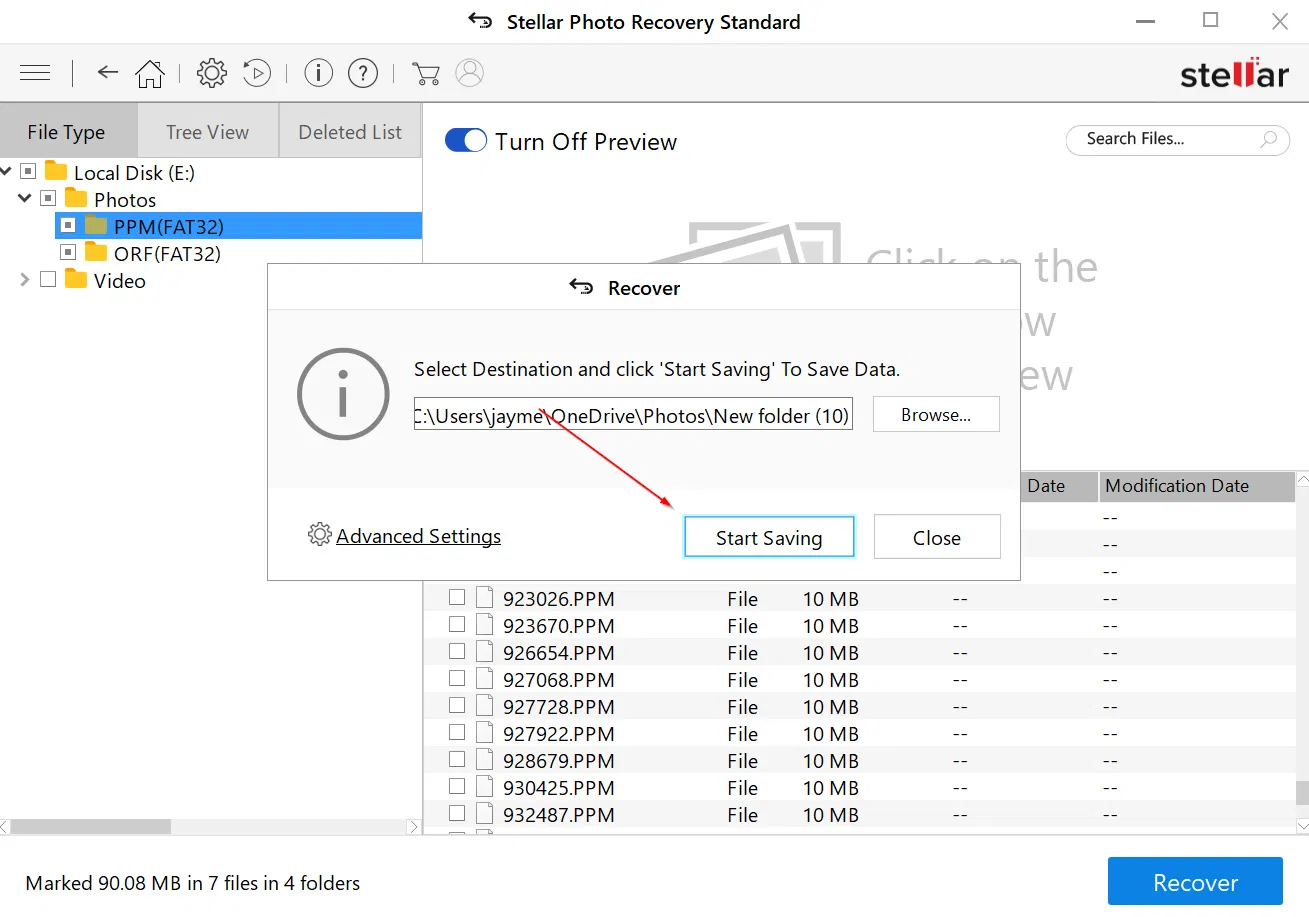 Stellar Photo Recovery Standard
stellar
File Type Tree View Deleted List
Turn Off Preview
Search Files...
Local Disk (E:)
Photos
PPM(FAT32)
ORF(FAT32)
Video
Click on the
ow
ew
Recover
Select Destination and click 'Start Saving' To Save Data.
C:\Users\jayme\OneDrive\Photos\New folder (10)
Browse...
Advanced Settings
Start Saving
Close
Date Modification Date
--
--
--
923026.PPM File 10 MB -- --
923670.PPM File 10 MB -- --
926654.PPM File 10 MB -- --
927068.PPM File 10 MB -- --
927728.PPM File 10 MB -- --
927922.PPM File 10 MB -- --
928679.PPM File 10 MB -- --
930425.PPM File 10 MB -- --
932487.PPM File 10 MB -- --
Marked 90.08 MB in 7 files in 4 folders
Recover